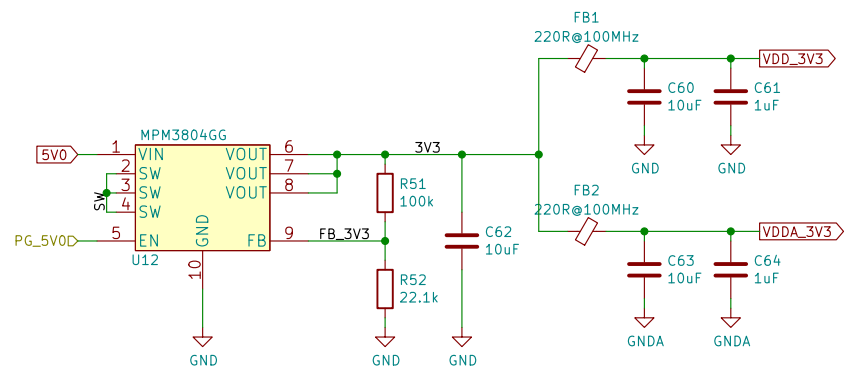 FB1
220R@100MHz
VDD_3V3
C60
10uF
C61
1uF
GND
GND
MPM3804GG
5V0
1
VIN
VOUT
6
3V3
2
SW
VOUT
7
3
SW
VOUT
8
4
SW
SW
R51
100k
FB2
220R@100MHz
VDDA_3V3
PG_5V0
5
EN
GND
FB
9
FB_3V3
C62
10uF
U12
10
R52
22.1k
C63
10uF
C64
1uF
GNDA
GNDA
GND
GND
GND